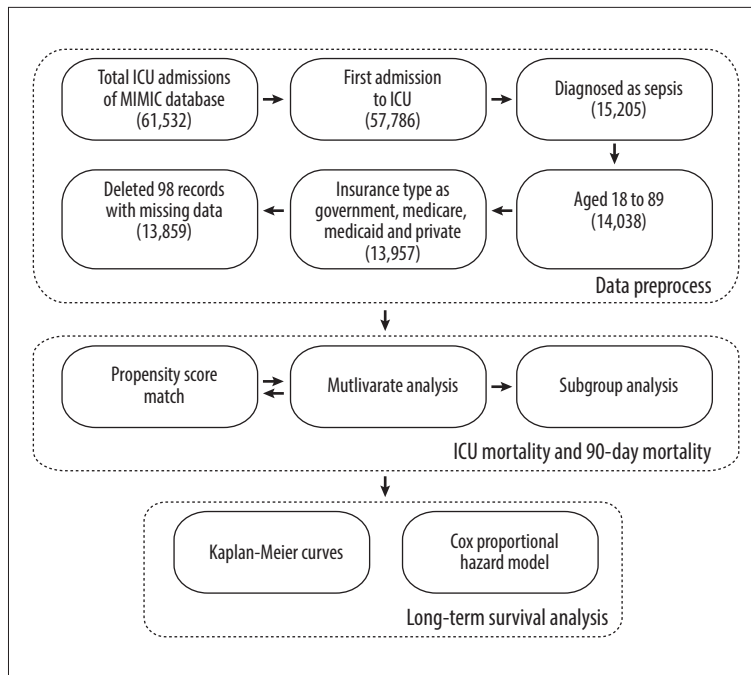 Total ICU admissions
of MIMIC database
(61,532)
First admission
to ICU
(57,786)
Diagnosed as sepsis
(15,205)
Aged 18 to 89
(14,038)
Insurance type as
government, medicare,
medicaid and private
(13,957)
Deleted 98 records
with missing data
(13,859)
Data preprocess
Propensity score
match
Mutlivarate analysis
Subgroup analysis
ICU mortality and 90-day mortality
Kaplan-Meier curves
Cox proportional
hazard model
Long-term survival analysis